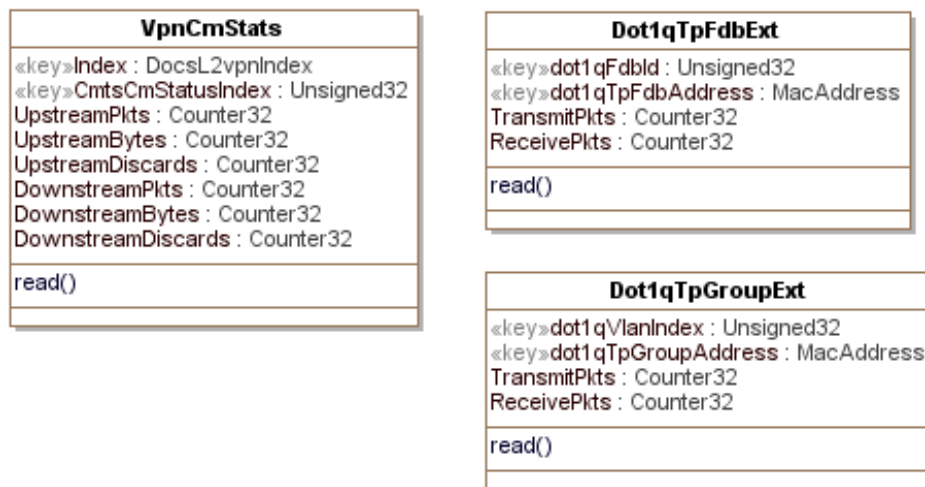 VpnCmStats
«key»Index : DocsL2vpnIndex
«key»CmtsCmStatusIndex : Unsigned32
UpstreamPkts : Counter32
UpstreamBytes : Counter32
UpstreamDiscards : Counter32
DownstreamPkts : Counter32
DownstreamBytes : Counter32
DownstreamDiscards : Counter32
read()
Dot1qTpFdbExt
«key»dot1qFdbId : Unsigned32
«key»dot1qTpFdbAddress : MacAddress
TransmitPkts : Counter32
ReceivePkts : Counter32
read()
Dot1qTpGroupExt
«key»dot1qVlanIndex : Unsigned32
«key»dot1qTpGroupAddress : MacAddress
TransmitPkts : Counter32
ReceivePkts : Counter32
read()